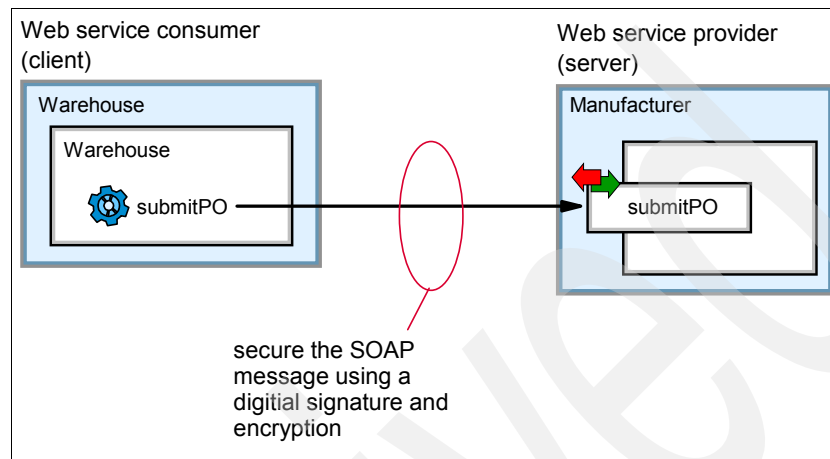 Web service consumer
(client)
Web service provider
(server)
Warehouse
Warehouse
submitPO
Manufacturer
submitPO
secure the SOAP
message using a
digitial signature and
encryption